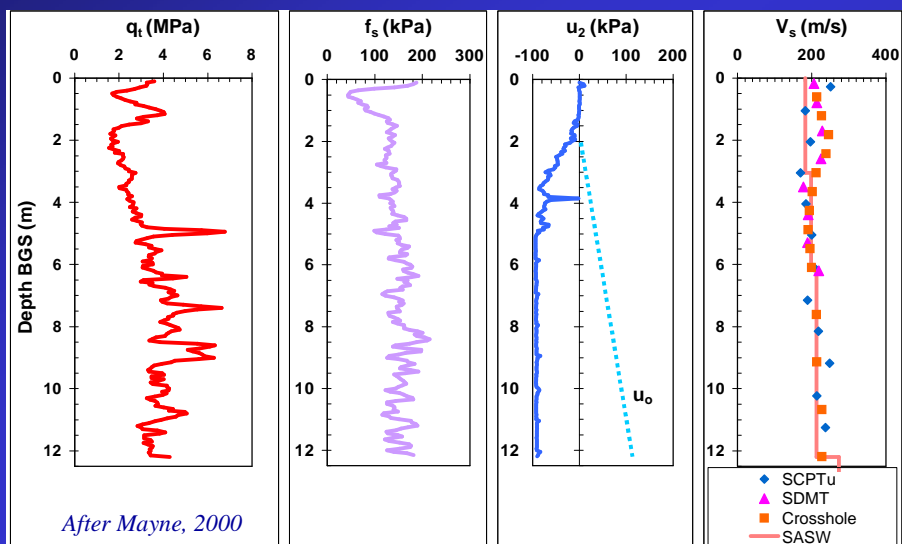 qt (MPa)
0 2 4 6 8
0
2
4
6
8
10
12
Depth BGS (m)
After Mayne, 2000
fs (kPa)
0 100 200 300
0
2
4
6
8
10
12
u2 (kPa)
-100 0 100 200
0
2
4
6
8
10
12
uo
Vs (m/s)
0 200 400
0
2
4
6
8
10
12
SCPTu
SDMT
Crosshole
SASW